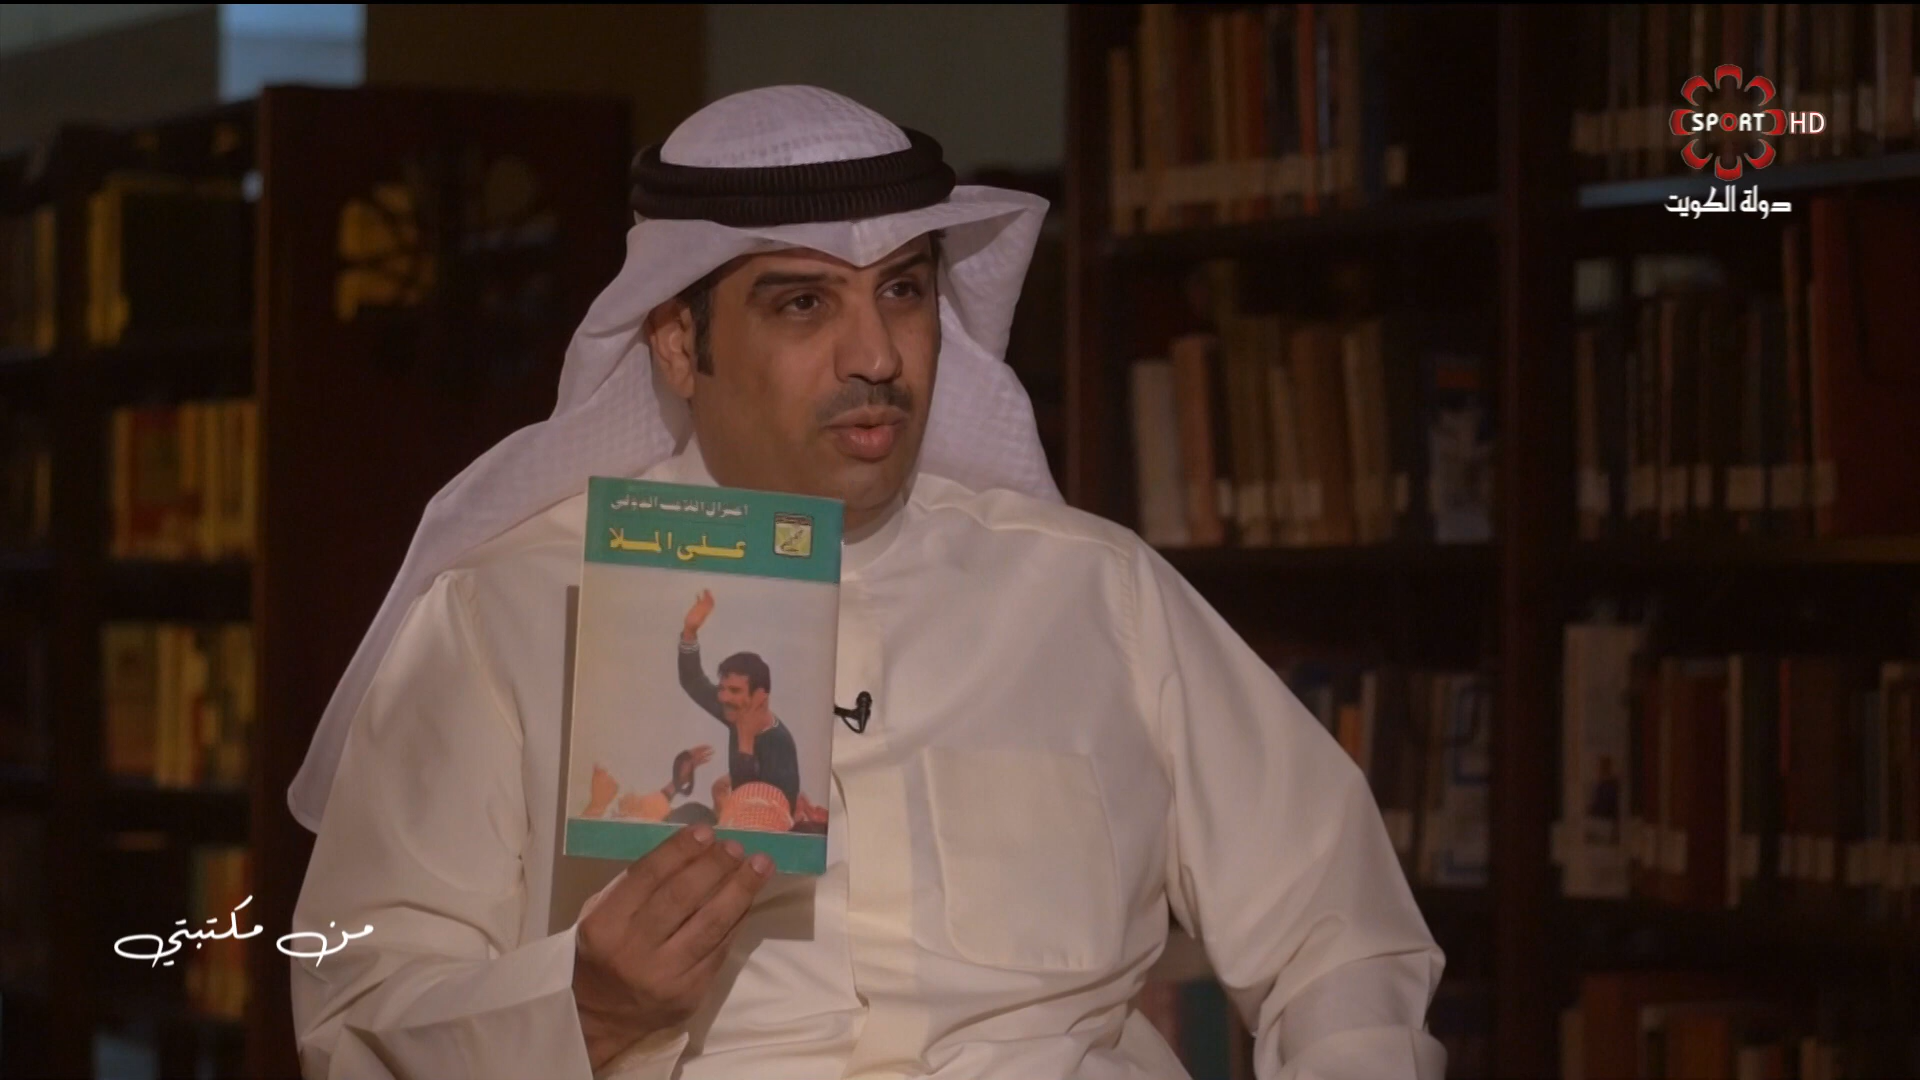 SPORT HD
دولة الكويت
اعتزال اللاعب الدولي
علي الملا
من مكتبتي